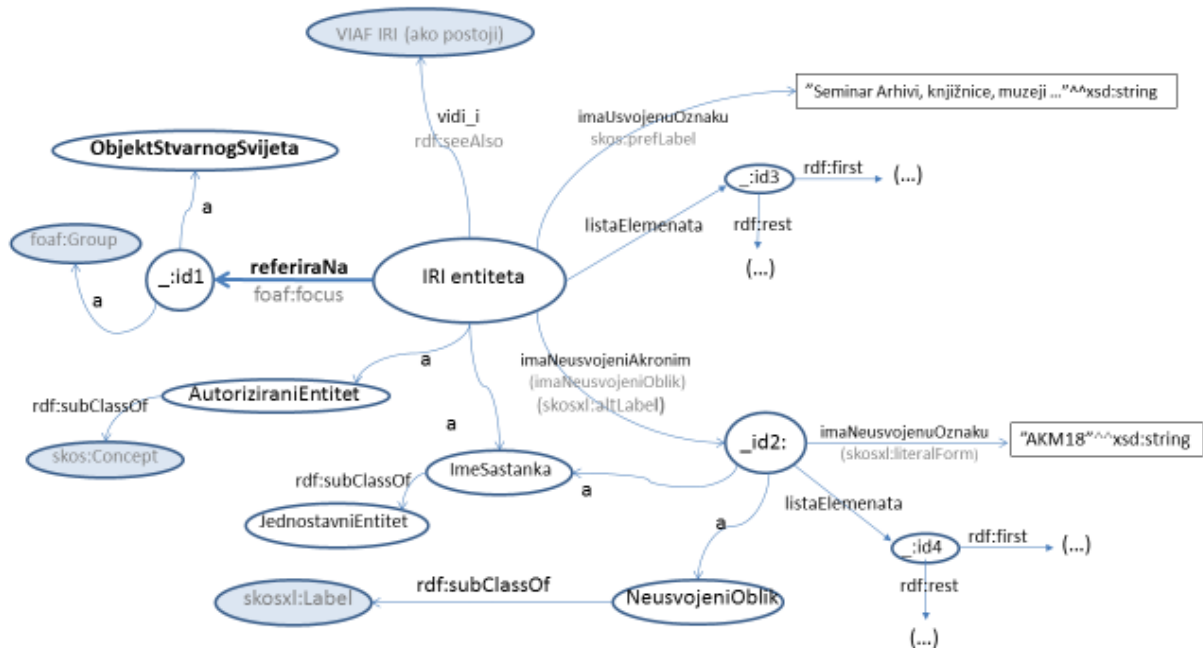 VIAF IRI (ako postoji)
vidi_i
rdf:seeAlso
imaUsvojenuOznaku
skos:prefLabel
"Seminar Arhivi, knjižnice, muzeji ..."^^xsd:string
ObjektStvarnogSvijeta
a
foaf:Group
a
_:id1
referiraNa
foaf:focus
IRI entiteta
listaElemenata
_:id3
rdf:first
(...)
rdf:rest
(...)
a
AutoriziraniEntitet
rdf:subClassOf
skos:Concept
a
ImeSastanka
rdf:subClassOf
JednostavniEntitet
imaNeusvojeniAkronim
(imaNeusvojeniOblik)
(skosxl:altLabel)
_id2:
imaNeusvojenuOznaku
(skosxl:literalForm)
"AKM18"^^xsd:string
a
a
listaElemenata
_:id4
rdf:first
(...)
rdf:rest
(...)
NeusvojeniOblik
rdf:subClassOf
skosxl:Label